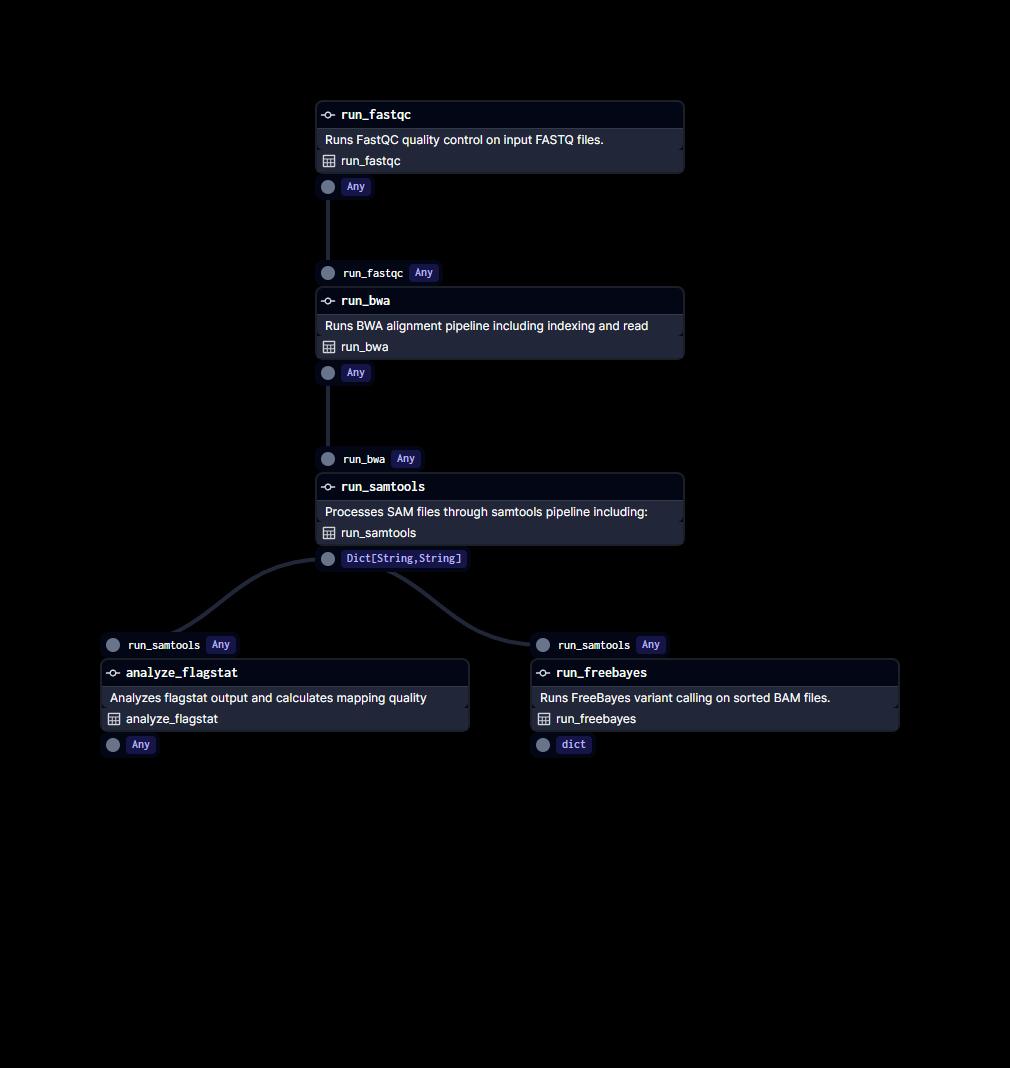 run_fastqc
Runs FastQC quality control on input FASTQ files.
run_fastqc
Any
run_fastqc Any
run_bwa
Runs BWA alignment pipeline including indexing and read
run_bwa
Any
run_bwa Any
run_samtools
Processes SAM files through samtools pipeline including:
run_samtools
Dict[String,String]
run_samtools Any
analyze_flagstat
Analyzes flagstat output and calculates mapping quality
analyze_flagstat
Any
run_samtools Any
run_freebayes
Runs FreeBayes variant calling on sorted BAM files.
run_freebayes
dict